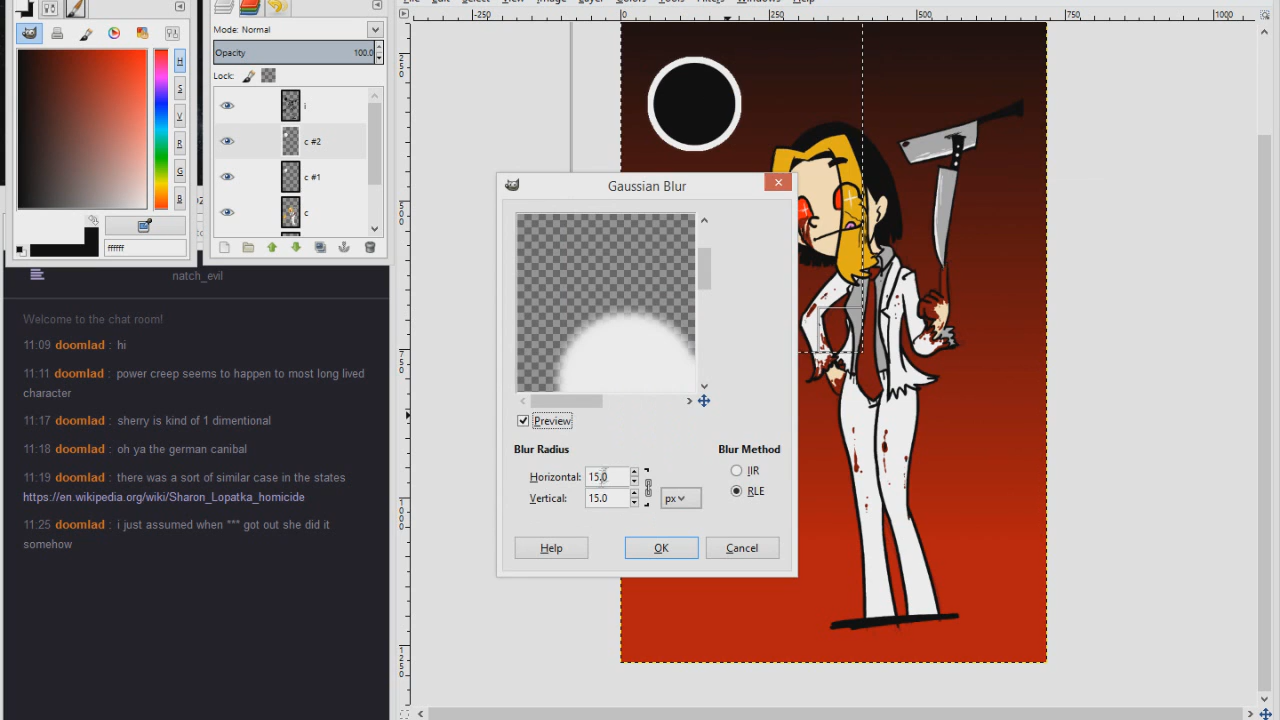 Mode: Normal
Opacity 100.0
Lock:
i
c #2
c #1
c
H
S
V
R
G
B
ffffff
-250
0
250
500
750
1000
250
500
750
1000
1250
natch_evil
Welcome to the chat room!
11:09 doomlad : hi
11:11 doomlad : power creep seems to happen to most long lived
character
11:17 doomlad : sherry is kind of 1 dimentional
11:18 doomlad : oh ya the german canibal
11:19 doomlad : there was a sort of similar case in the states
https://en.wikipedia.org/wiki/Sharon_Lopatka_homicide
11:25 doomlad : i just assumed when *** got out she did it
somehow
Gaussian Blur
Preview
Blur Radius
Horizontal: 15.0
Vertical: 15.0
px
Blur Method
IIR
RLE
Help
OK
Cancel